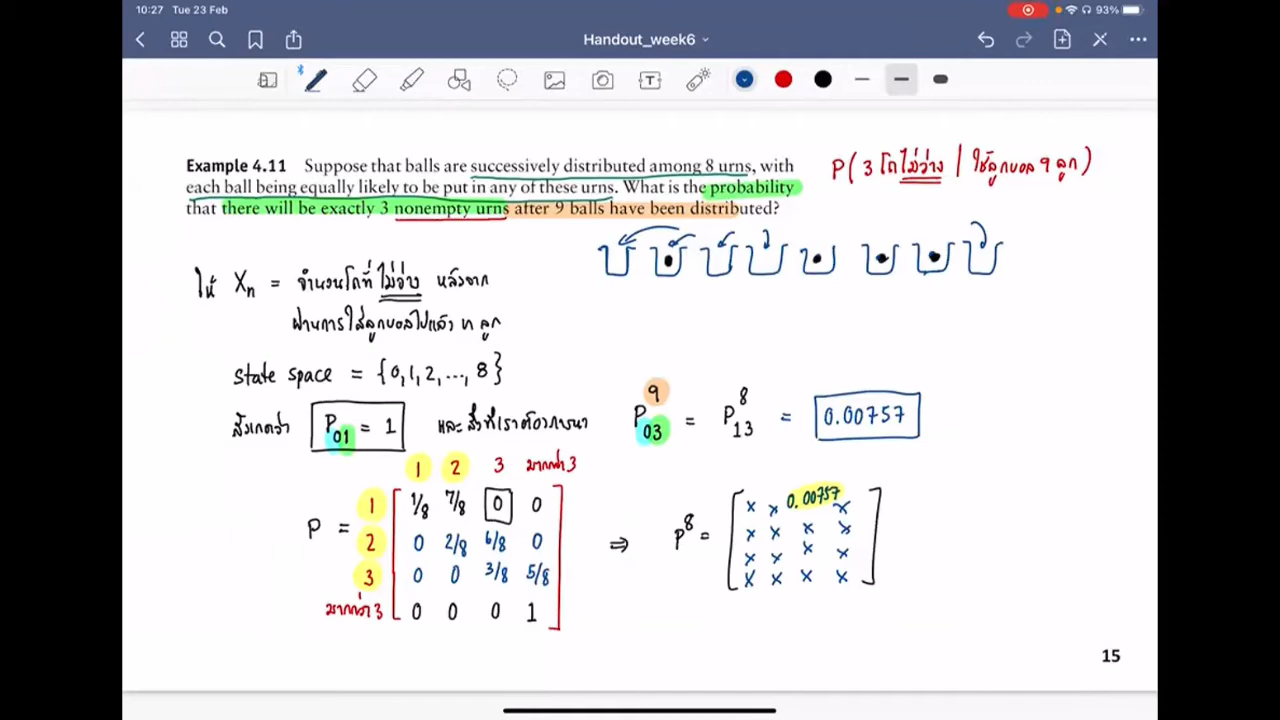 10:27 Tue 23 Feb
93%
Handout_week6
Example 4.11 Suppose that balls are successively distributed among 8 urns, with
each ball being equally likely to be put in any of these urns. What is the probability
that there will be exactly 3 nonempty urns after 9 balls have been distributed?
P(3 โถไม่ว่าง | ใช้ลูกบอล 9 ลูก)
ให้ Xn = จำนวนโถที่ ไม่ว่าง หลังจาก
ผ่านการใส่ลูกบอลไปแล้ว n ลูก
state space = {0,1,2, ..., 8}
สังเกตว่า P01 = 1 และสิ่งที่เราต้องการหา P03^9 = P13^8 = 0.00757
1 2 3 มากกว่า 3
P = 1 1/8 7/8 0 0
2 0 2/8 6/8 0
3 0 0 3/8 5/8
มากกว่า 3 0 0 0 1
⇒ P^8 = x x 0.00757 x
x x x x
x x x x
x x x x
15